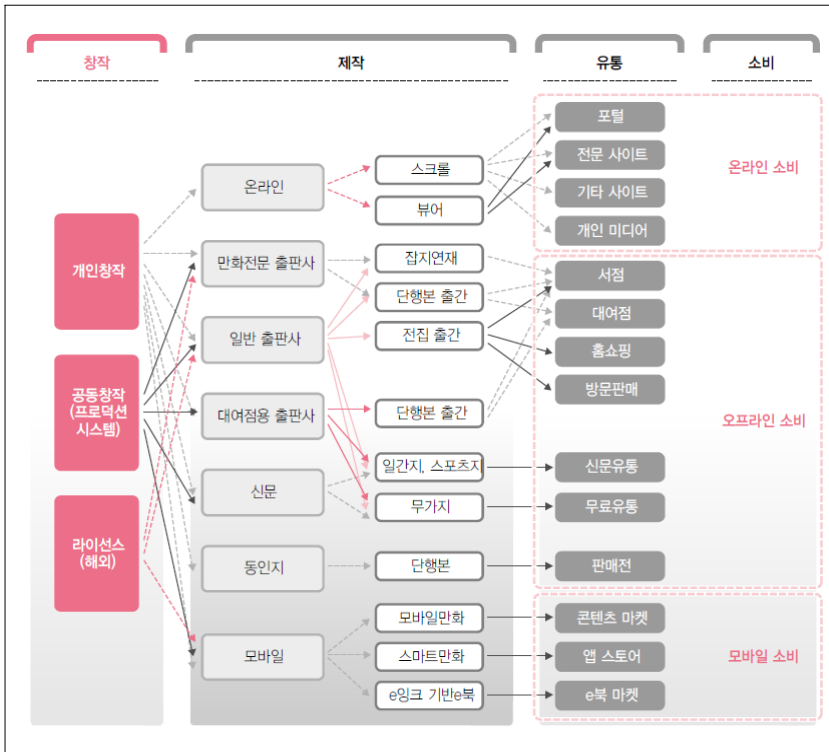 창작
제작
유통
소비
개인창작
공동창작
(프로덕션
시스템)
라이선스
(해외)
온라인
만화전문 출판사
일반 출판사
대여점용 출판사
신문
동인지
모바일
스크롤
뷰어
잡지연재
단행본 출간
전집 출간
단행본 출간
일간지, 스포츠지
무가지
단행본
모바일만화
스마트만화
e잉크 기반e북
포털
전문 사이트
기타 사이트
개인 미디어
서점
대여점
홈쇼핑
방문판매
신문유통
무료유통
판매전
콘텐츠 마켓
앱 스토어
e북 마켓
온라인 소비
오프라인 소비
모바일 소비